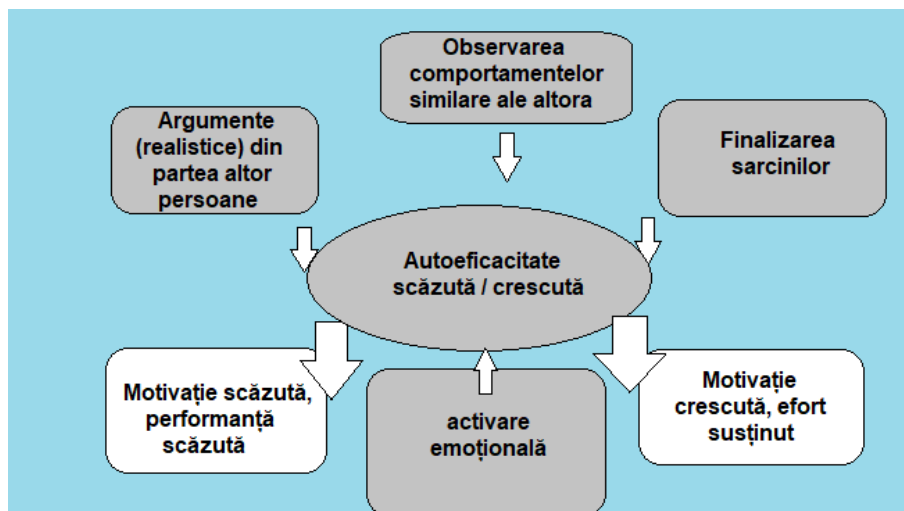 Observarea
comportamentelor
similare ale altora
Argumente
(realistice) din
partea altor
persoane
Finalizarea
sarcinilor
Autoeficacitate
scăzută / crescută
Motivație scăzută,
performanță
scăzută
activare
emoțională
Motivație
crescută, efort
susținut